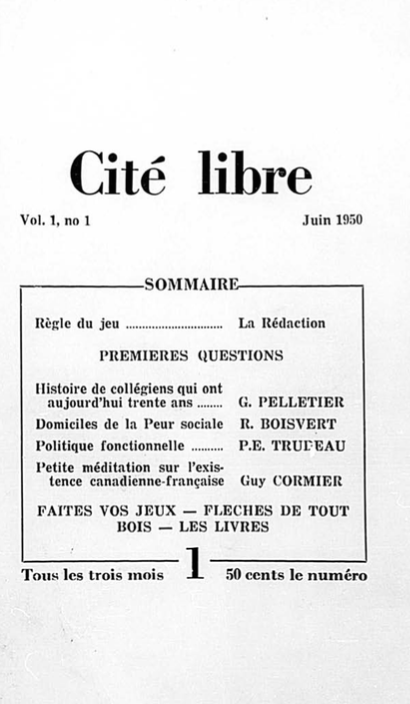 Cité libre
Vol. 1, no 1 Juin 1950
SOMMAIRE
Règle du jeu .............................. La Rédaction
PREMIERES QUESTIONS
Histoire de collégiens qui ont
aujourd'hui trente ans ........ G. PELLETIER
Domiciles de la Peur sociale R. BOISVERT
Politique fonctionnelle .......... P.E. TRUDEAU
Petite méditation sur l'exis-
tence canadienne-française Guy CORMIER
FAITES VOS JEUX — FLECHES DE TOUT
BOIS — LES LIVRES
Tous les trois mois 1 50 cents le numéro